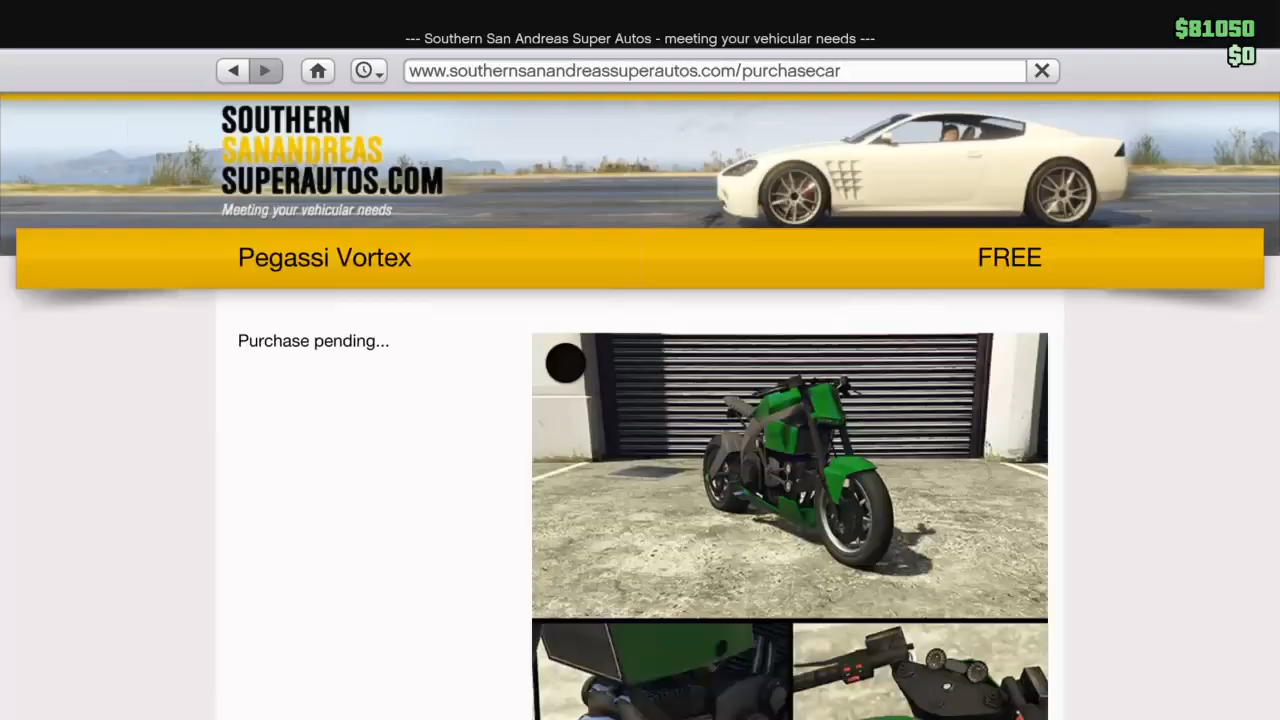 --- Southern San Andreas Super Autos - meeting your vehicular needs ---
$81050
$0
www.southernsanandreassuperautos.com/purchasecar
SOUTHERN
SANANDREAS
SUPERAUTOS.COM
Meeting your vehicular needs
Pegassi Vortex
FREE
Purchase pending...